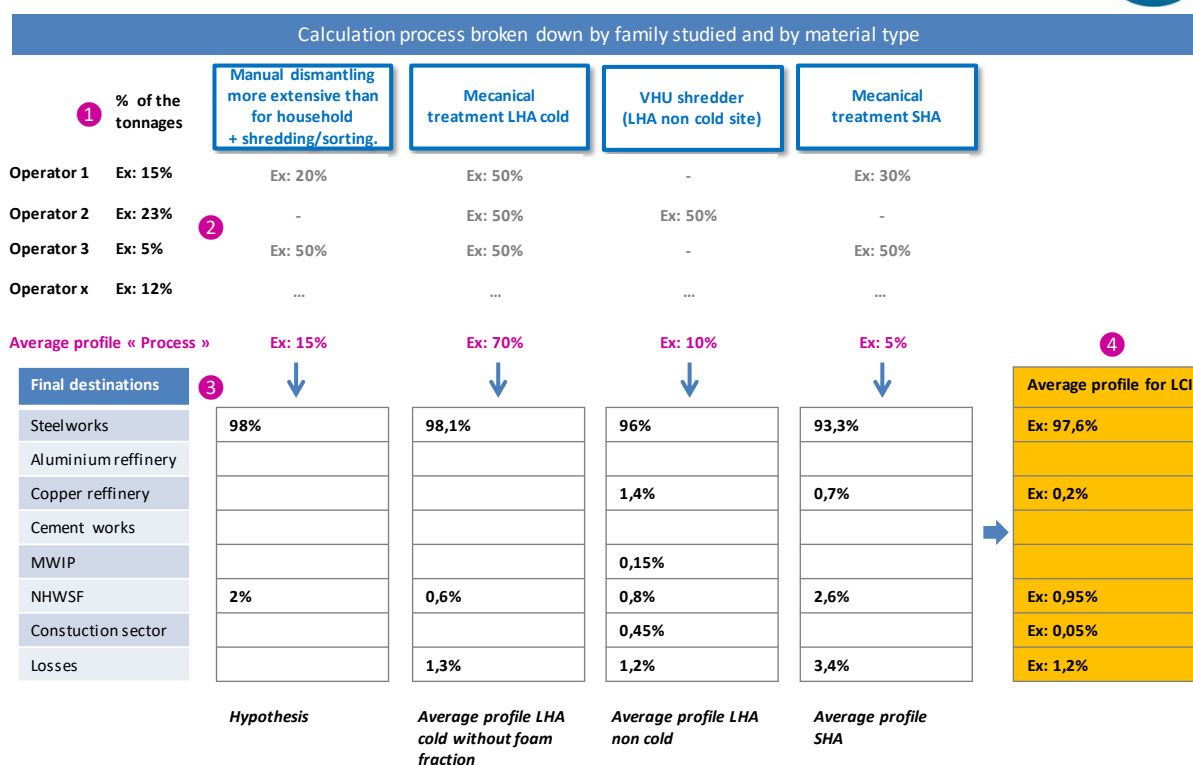 Calculation process broken down by family studied and by material type
1
% of the
tonnages
Manual dismantling
more extensive than
for household
+ shredding/sorting.
Mecanical
treatment LHA cold
VHU shredder
(LHA non cold site)
Mecanical
treatment SHA
Operator 1 Ex: 15% Ex: 20% Ex: 50% - Ex: 30%
2
Operator 2 Ex: 23% - Ex: 50% Ex: 50% -
Operator 3 Ex: 5% Ex: 50% Ex: 50% - Ex: 50%
Operator x Ex: 12% ... ... ... ...
Average profile « Process » Ex: 15% Ex: 70% Ex: 10% Ex: 5%
4
Final destinations
3
Average profile for LCI
Steelworks 98% 98,1% 96% 93,3% Ex: 97,6%
Aluminium reffinery
Copper reffinery 1,4% 0,7% Ex: 0,2%
Cement works
MWIP 0,15%
NHWSF 2% 0,6% 0,8% 2,6% Ex: 0,95%
Constuction sector 0,45% Ex: 0,05%
Losses 1,3% 1,2% 3,4% Ex: 1,2%
Hypothesis
Average profile LHA
cold without foam
fraction
Average profile LHA
non cold
Average profile
SHA